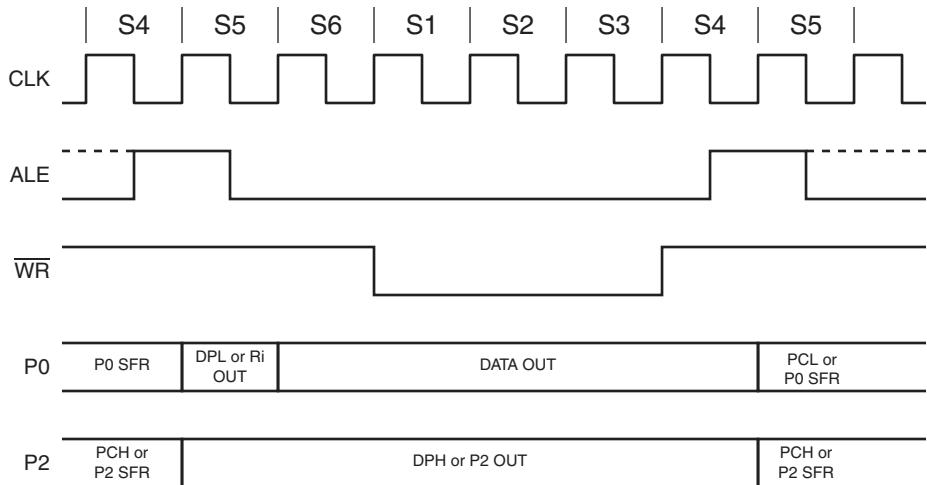 S4 S5 S6 S1 S2 S3 S4 S5
CLK
ALE
WR
P0 P0 SFR DPL or Ri OUT DATA OUT PCL or P0 SFR
P2 PCH or P2 SFR DPH or P2 OUT PCH or P2 SFR